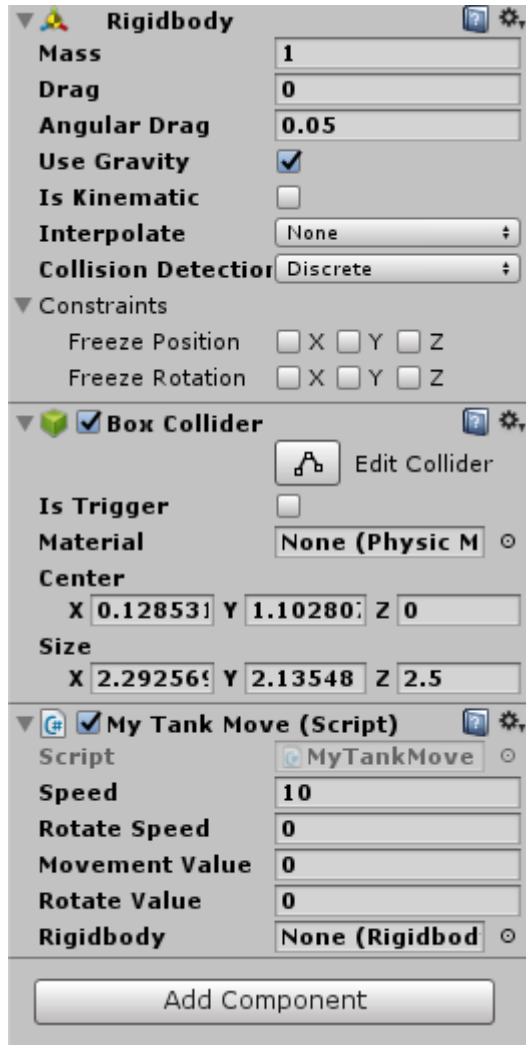 Rigidbody
Mass 1
Drag 0
Angular Drag 0.05
Use Gravity
Is Kinematic
Interpolate None
Collision Detection Discrete
Constraints
Freeze Position X Y Z
Freeze Rotation X Y Z
Box Collider
Edit Collider
Is Trigger
Material None (Physic M
Center
X 0.128531 Y 1.10280 Z 0
Size
X 2.292569 Y 2.13548 Z 2.5
My Tank Move (Script)
Script MyTankMove
Speed 10
Rotate Speed 0
Movement Value 0
Rotate Value 0
Rigidbody None (Rigidbod
Add Component